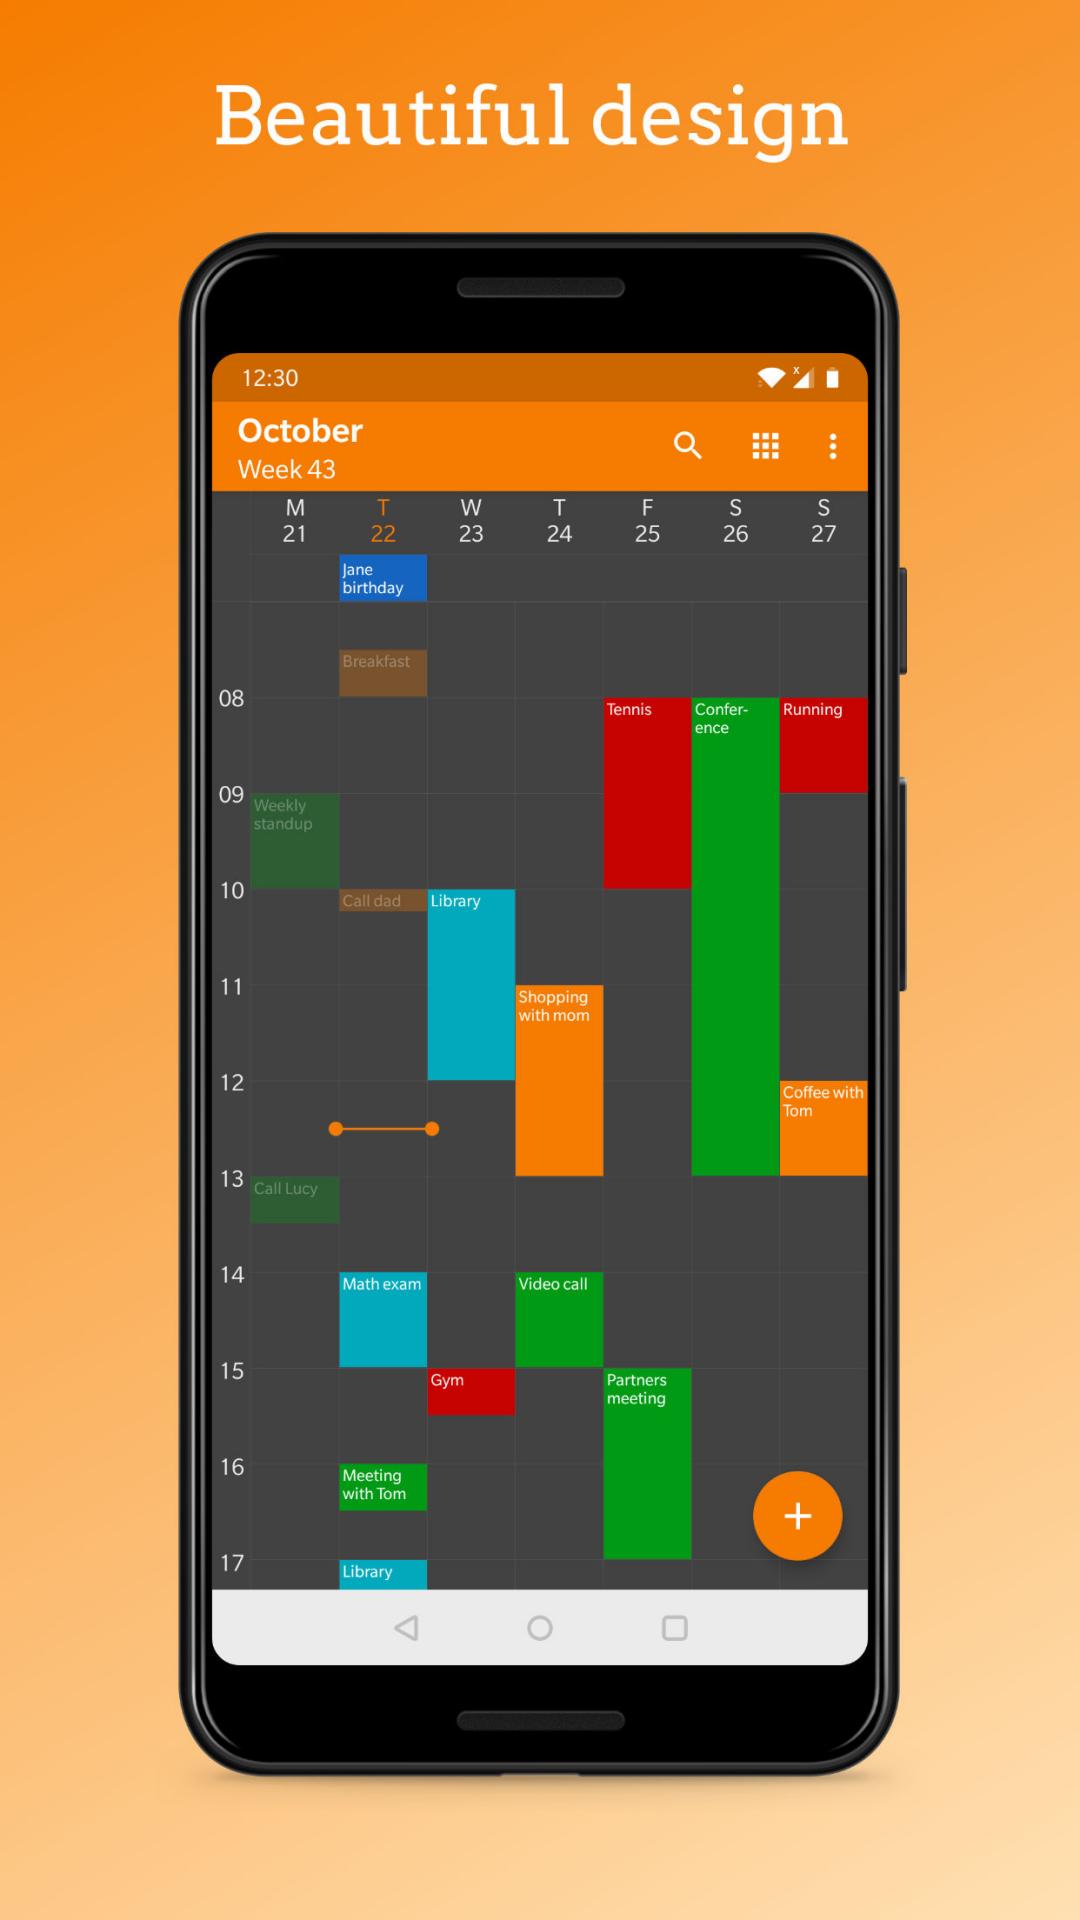 Beautiful design
12:30
October
Week 43
M T W T F S S
21 22 23 24 25 26 27
Jane
birthday
Breakfast
08
Tennis
Confer-
ence
Running
09
Weekly
standup
10
Call dad
Library
11
Shopping
with mom
12
Coffee with
Tom
13
Call Lucy
14
Math exam
Video call
15
Gym
Partners
meeting
16
Meeting
with Tom
17
Library